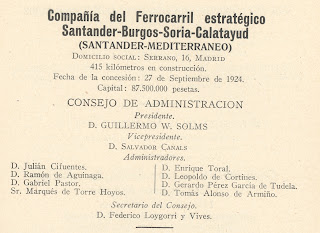 Compañía del Ferrocarril estratégico
Santander-Burgos-Soria-Calatayud
(SANTANDER-MEDITERRANEO)
DOMICILIO SOCIAL: SERRANO, 16, MADRID
415 kilómetros en construcción.
Fecha de la concesión: 27 de Septiembre de 1924.
Capital: 87.500.000 pesetas.
CONSEJO DE ADMINISTRACION
Presidente.
D. GUILLERMO W. SOLMS
Vicepresidente.
D. SALVADOR CANALS
Administradores.
D. Julián Cifuentes.
D. Ramón de Aguinaga.
D. Gabriel Pastor.
Sr. Marqués de Torre Hoyos.
D. Enrique Toral.
D. Leopoldo de Cortines.
D. Gerardo Pérez García de Tudela.
D. Tomás Alonso de Armiño.
Secretario del Consejo.
D. Federico Loygorri y Vives.